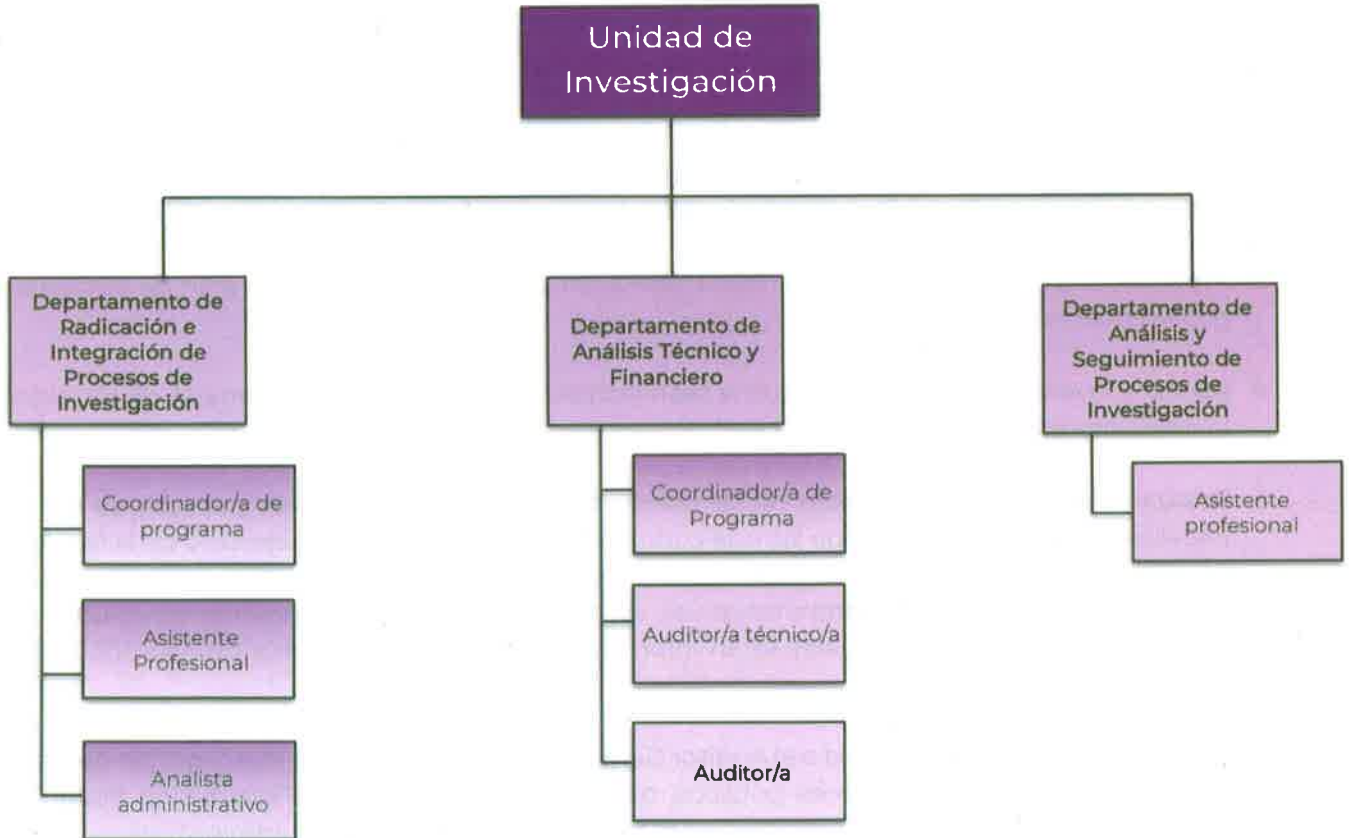 Unidad de
Investigación
Departamento de
Radicación e
Integración de
Procesos de
Investigación
Coordinador/a de
programa
Asistente
Profesional
Analista
administrativo
Departamento de
Análisis Técnico y
Financiero
Coordinador/a de
Programa
Auditor/a técnico/a
Auditor/a
Departamento de
Análisis y
Seguimiento de
Procesos de
Investigación
Asistente
profesional